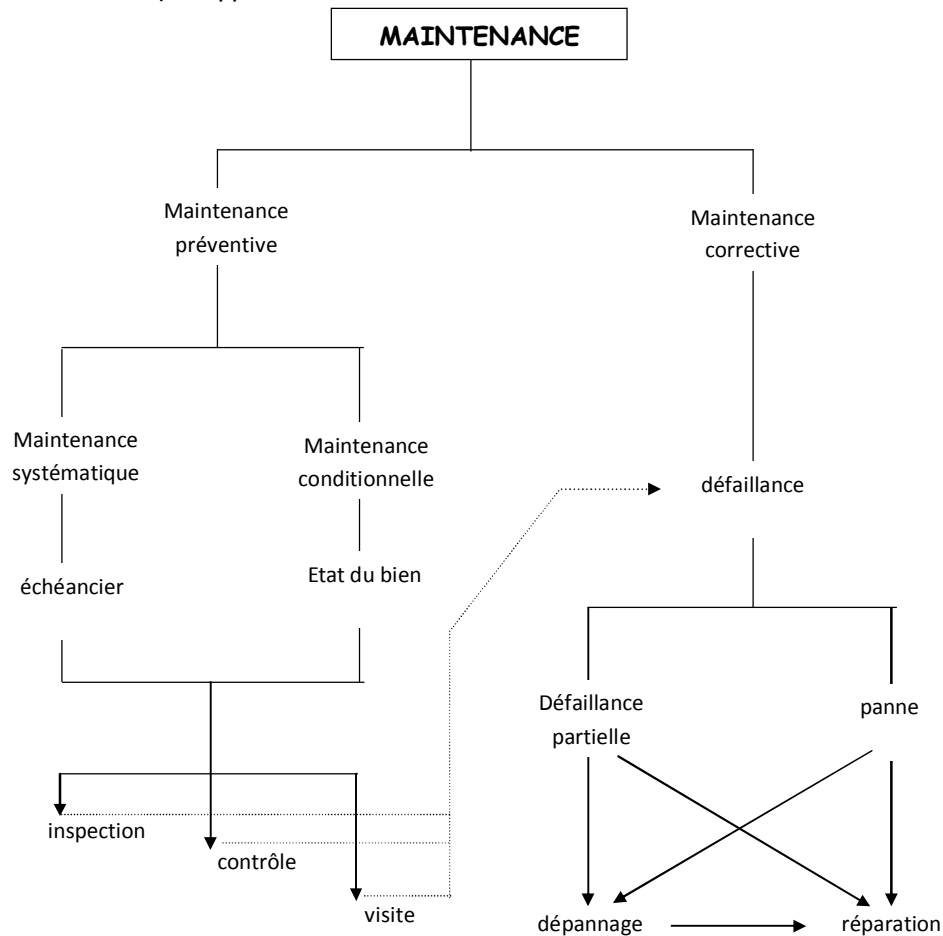 MAINTENANCE
Maintenance
préventive
Maintenance
corrective
Maintenance
systématique
Maintenance
conditionnelle
défaillance
échéancier
Etat du bien
Défaillance
partielle
panne
inspection
contrôle
visite
dépannage
réparation